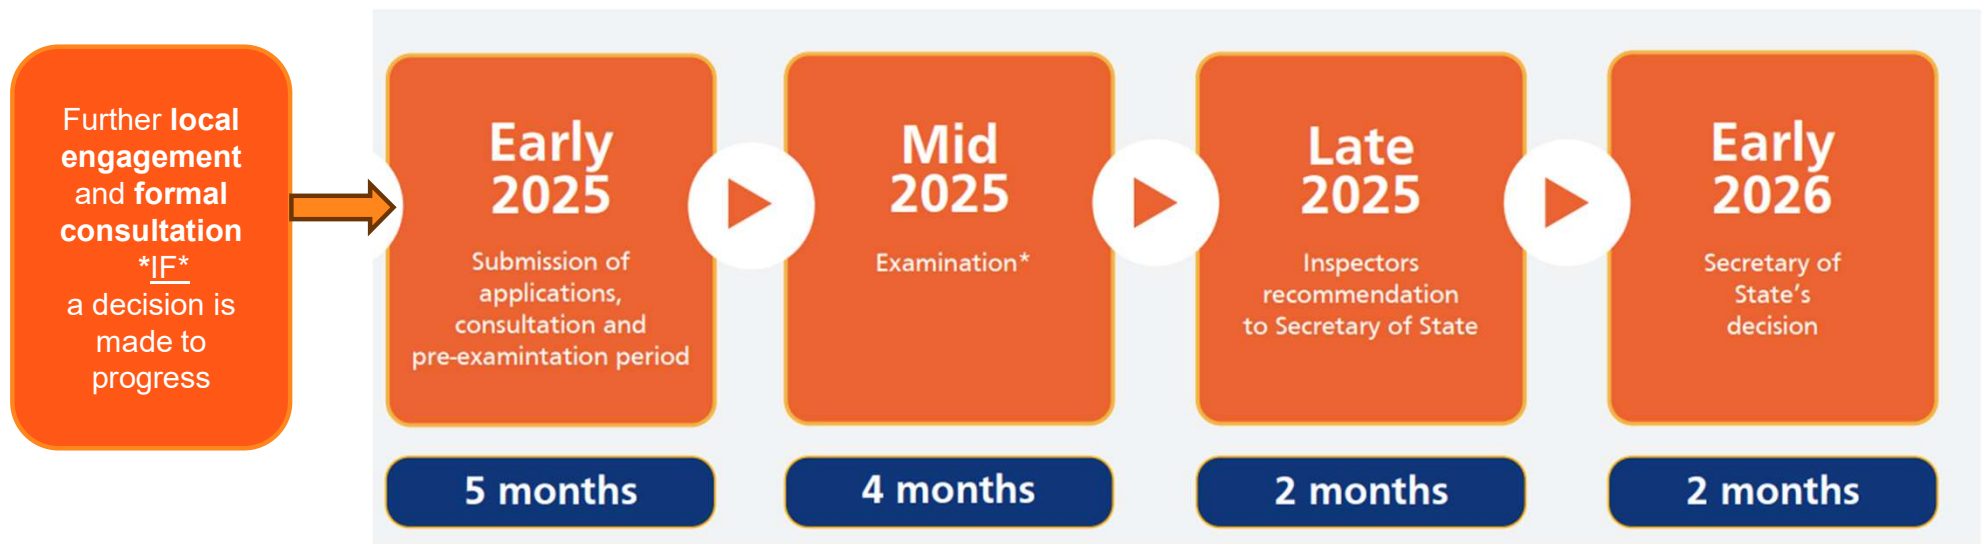 Further local
engagement
and formal
consultation
*IF*
a decision is
made to
progress
Early
2025
Submission of
applications,
consultation and
pre-examintation period
5 months
Mid
2025
Examination*
4 months
Late
2025
Inspectors
recommendation
to Secretary of State
2 months
Early
2026
Secretary of
State's
decision
2 months